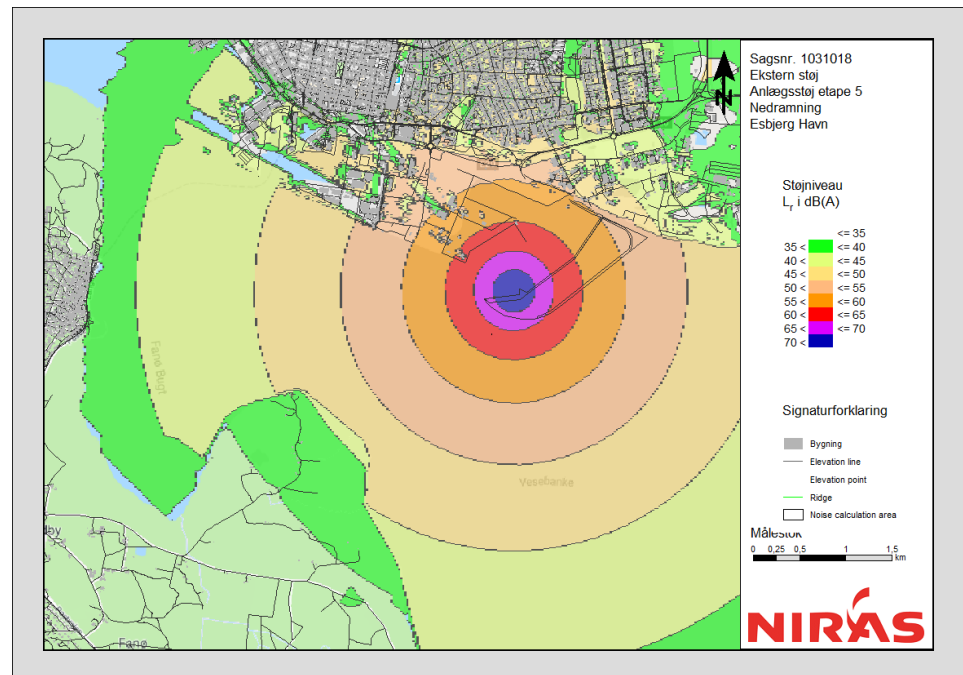 Sagsnr. 1031018
Ekstern støj
Anlægsstøj etape 5
Nedramning
Esbjerg Havn
N
Støjniveau
Lr i dB(A)
<= 35
35 < <= 40
40 < <= 45
45 < <= 50
50 < <= 55
55 < <= 60
60 < <= 65
65 < <= 70
70 <
Signaturforklaring
Bygning
Elevation line
Elevation point
Ridge
Noise calculation area
Målestok
0 0,25 0,5 1 1,5
km
NIRAS
Fanø Bugt
Vesebanke
Fanø